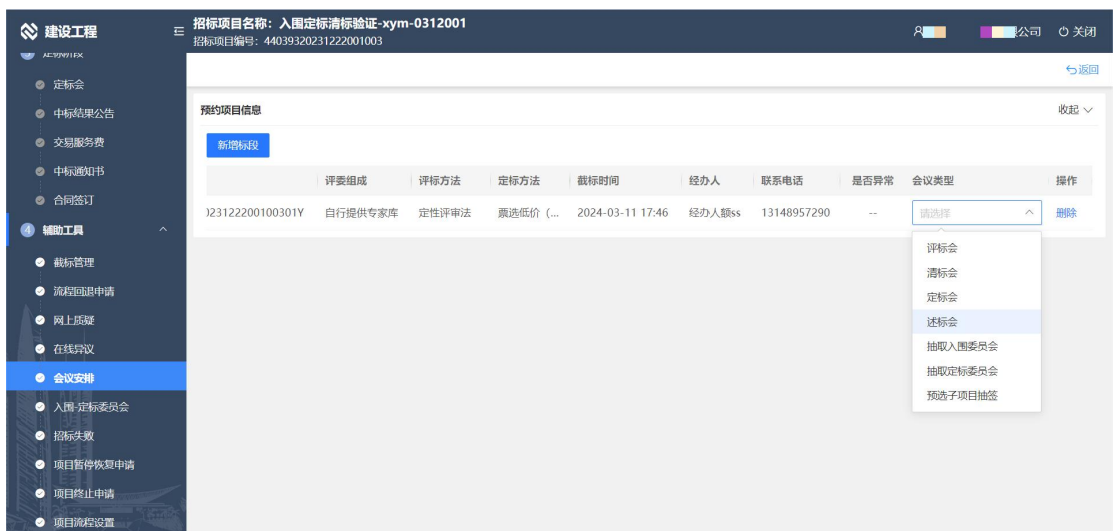 建设工程
招标项目名称：入围定标清标验证-xym-0312001
招标项目编号：44039320231222001003
公司
关闭
定标阶段
返回
定标会
中标结果公告
交易服务费
中标通知书
合同签订
4 辅助工具
截标管理
流程回退申请
网上质疑
在线异议
会议安排
入围-定标委员会
招标失败
项目暂停恢复申请
项目终止申请
项目流程设置
预约项目信息
收起
新增标段
评委组成 评标方法 定标方法 截标时间 经办人 联系电话 是否异常 会议类型 操作
023122200100301Y 自行提供专家库 定性评审法 票选低价 (... 2024-03-11 17:46 经办人额ss 13148957290 -- 请选择 删除
评标会
清标会
定标会
述标会
抽取入围委员会
抽取定标委员会
预选子项目抽签